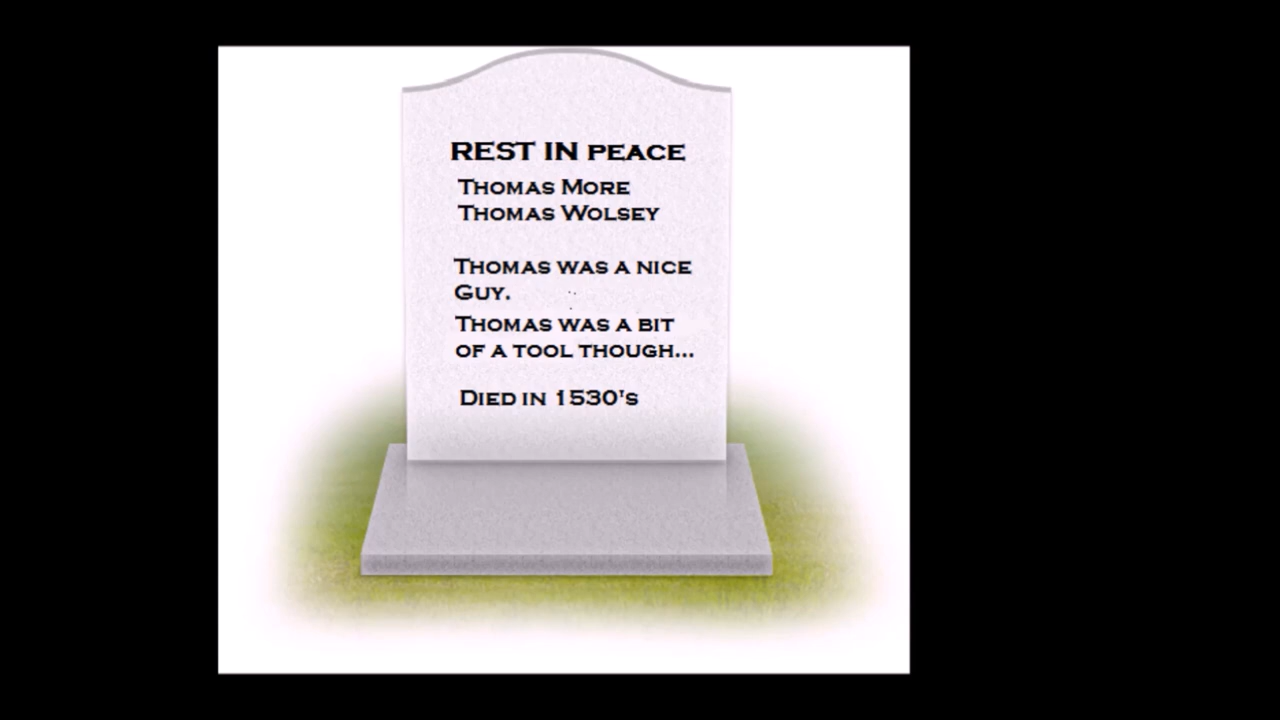 REST IN PEACE
THOMAS MORE
THOMAS WOLSEY
THOMAS WAS A NICE
GUY.
THOMAS WAS A BIT
OF A TOOL THOUGH...
DIED IN 1530's